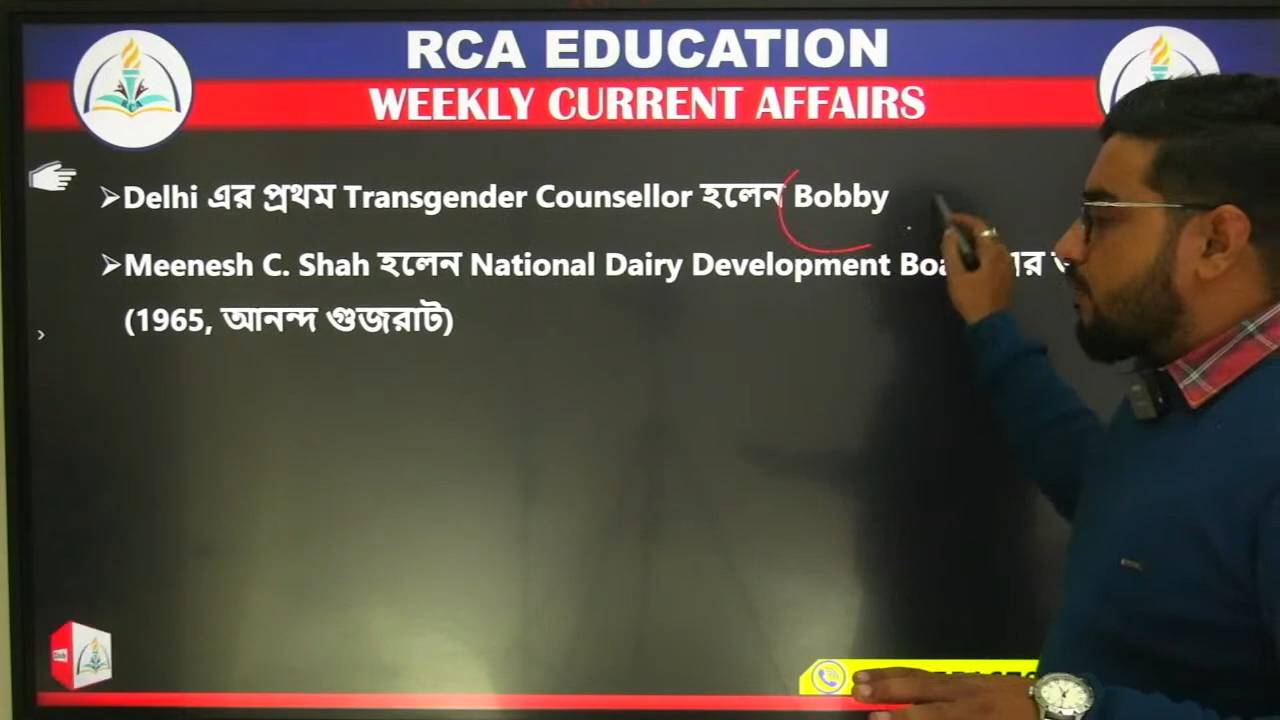 RCA EDUCATION
WEEKLY CURRENT AFFAIRS
➢Delhi এর প্রথম Transgender Counsellor হলেন Bobby
➢Meenesh C. Shah হলেন National Dairy Development
(1965, আনন্দ গুজরাট)